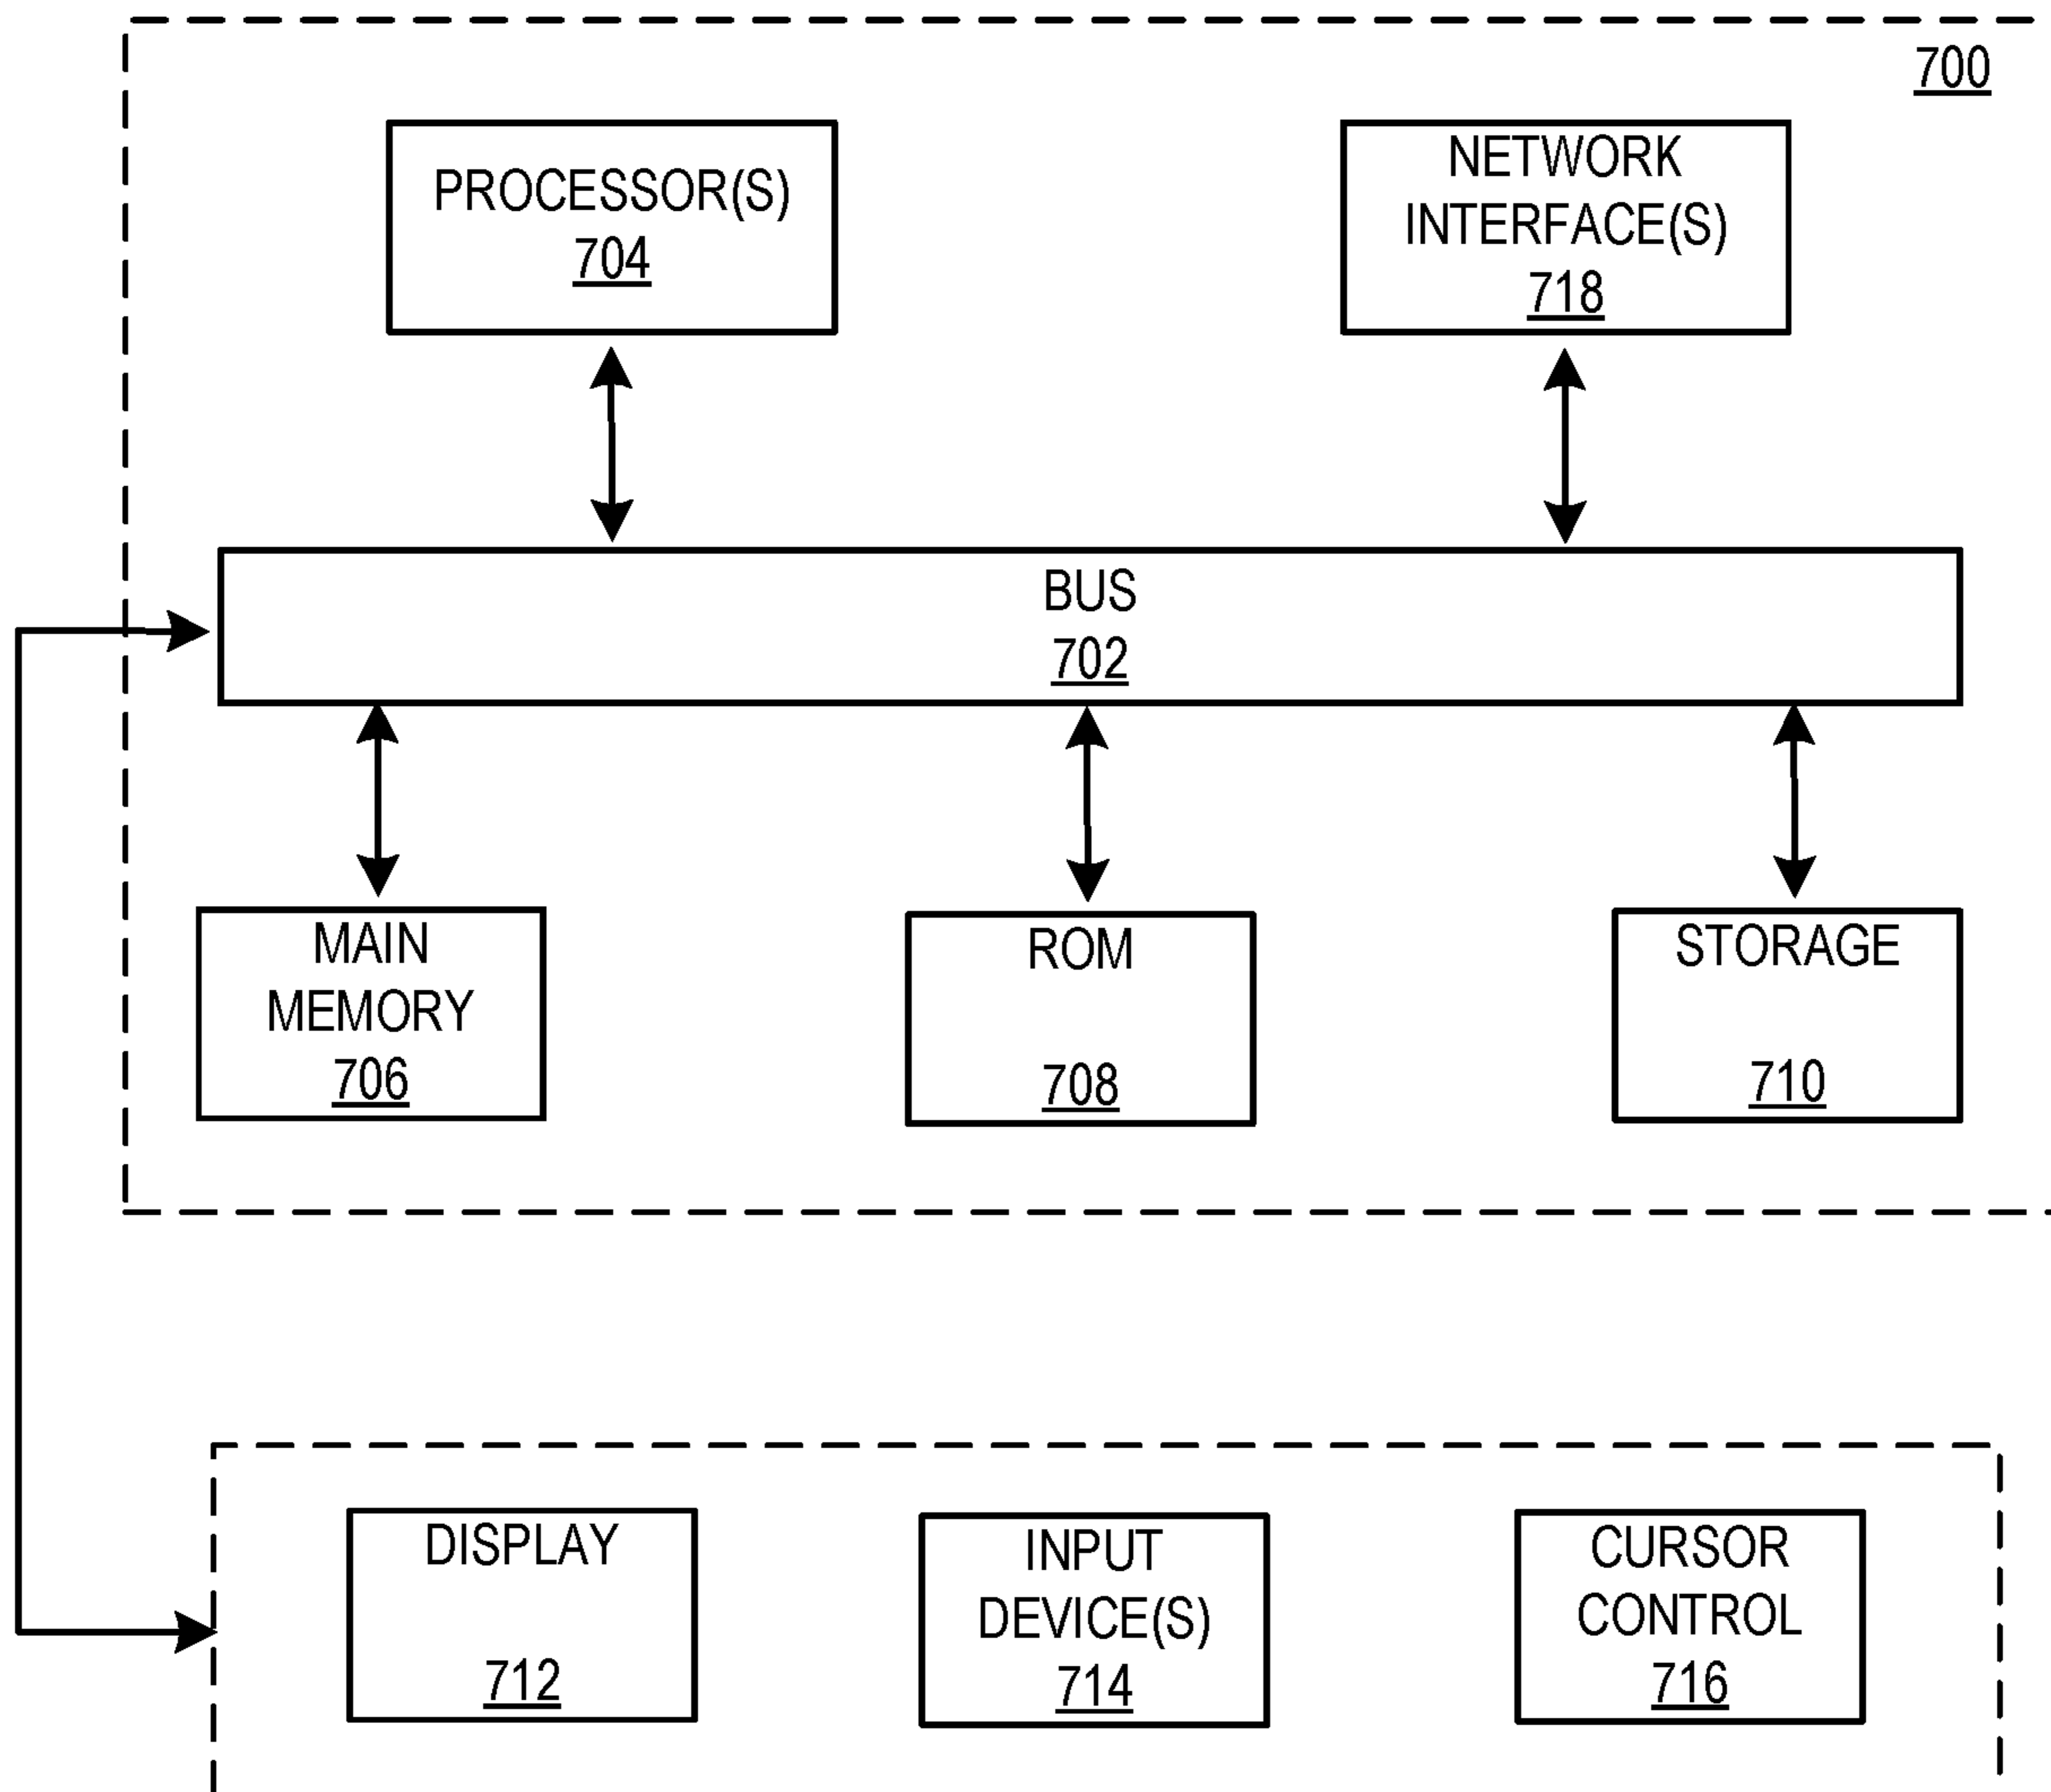 700
PROCESSOR(S)
704
NETWORK
INTERFACE(S)
718
BUS
702
MAIN
MEMORY
706
ROM
708
STORAGE
710
DISPLAY
712
INPUT
DEVICE(S)
714
CURSOR
CONTROL
716